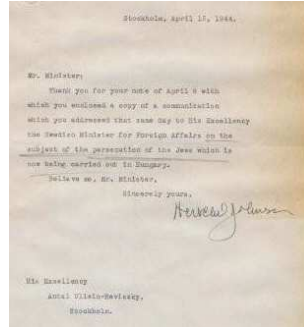 Stockholm, April 12, 1944.
Mr. Minister:
Thank you for your note of April 6 with
which you enclosed a copy of a communication
which you addressed that same day to His Excellency
the Swedish Minister for Foreign Affairs on the
subject of the persecution of the Jews which is
now being carried out in Hungary.
Believe me, Mr. Minister,
Sincerely yours,
Herschel Johnson
His Excellency
Antal Ullein-Reviczky,
Stockholm.